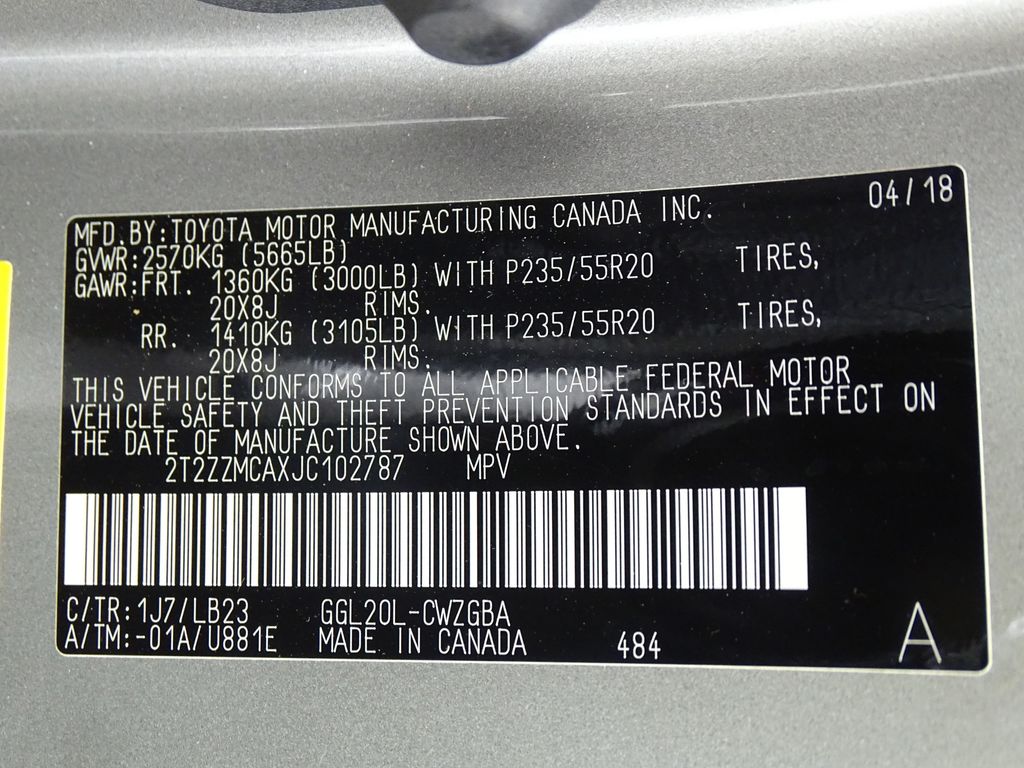 MFD.BY:TOYOTA MOTOR MANUFACTURING CANADA INC. 04/18
GVWR:2570KG (5665LB)
GAWR:FRT. 1360KG (3000LB) WITH P235/55R20 TIRES,
20X8J RIMS.
RR. 1410KG (3105LB) WITH P235/55R20 TIRES,
20X8J RIMS.
THIS VEHICLE CONFORMS TO ALL APPLICABLE FEDERAL MOTOR
VEHICLE SAFETY AND THEFT PREVENTION STANDARDS IN EFFECT ON
THE DATE OF MANUFACTURE SHOWN ABOVE.
2T2ZZMCAXJC102787 MPV
C/TR:1J7/LB23 GGL20L-CWZGBA
A/TM:-01A/U881E MADE IN CANADA 484 A